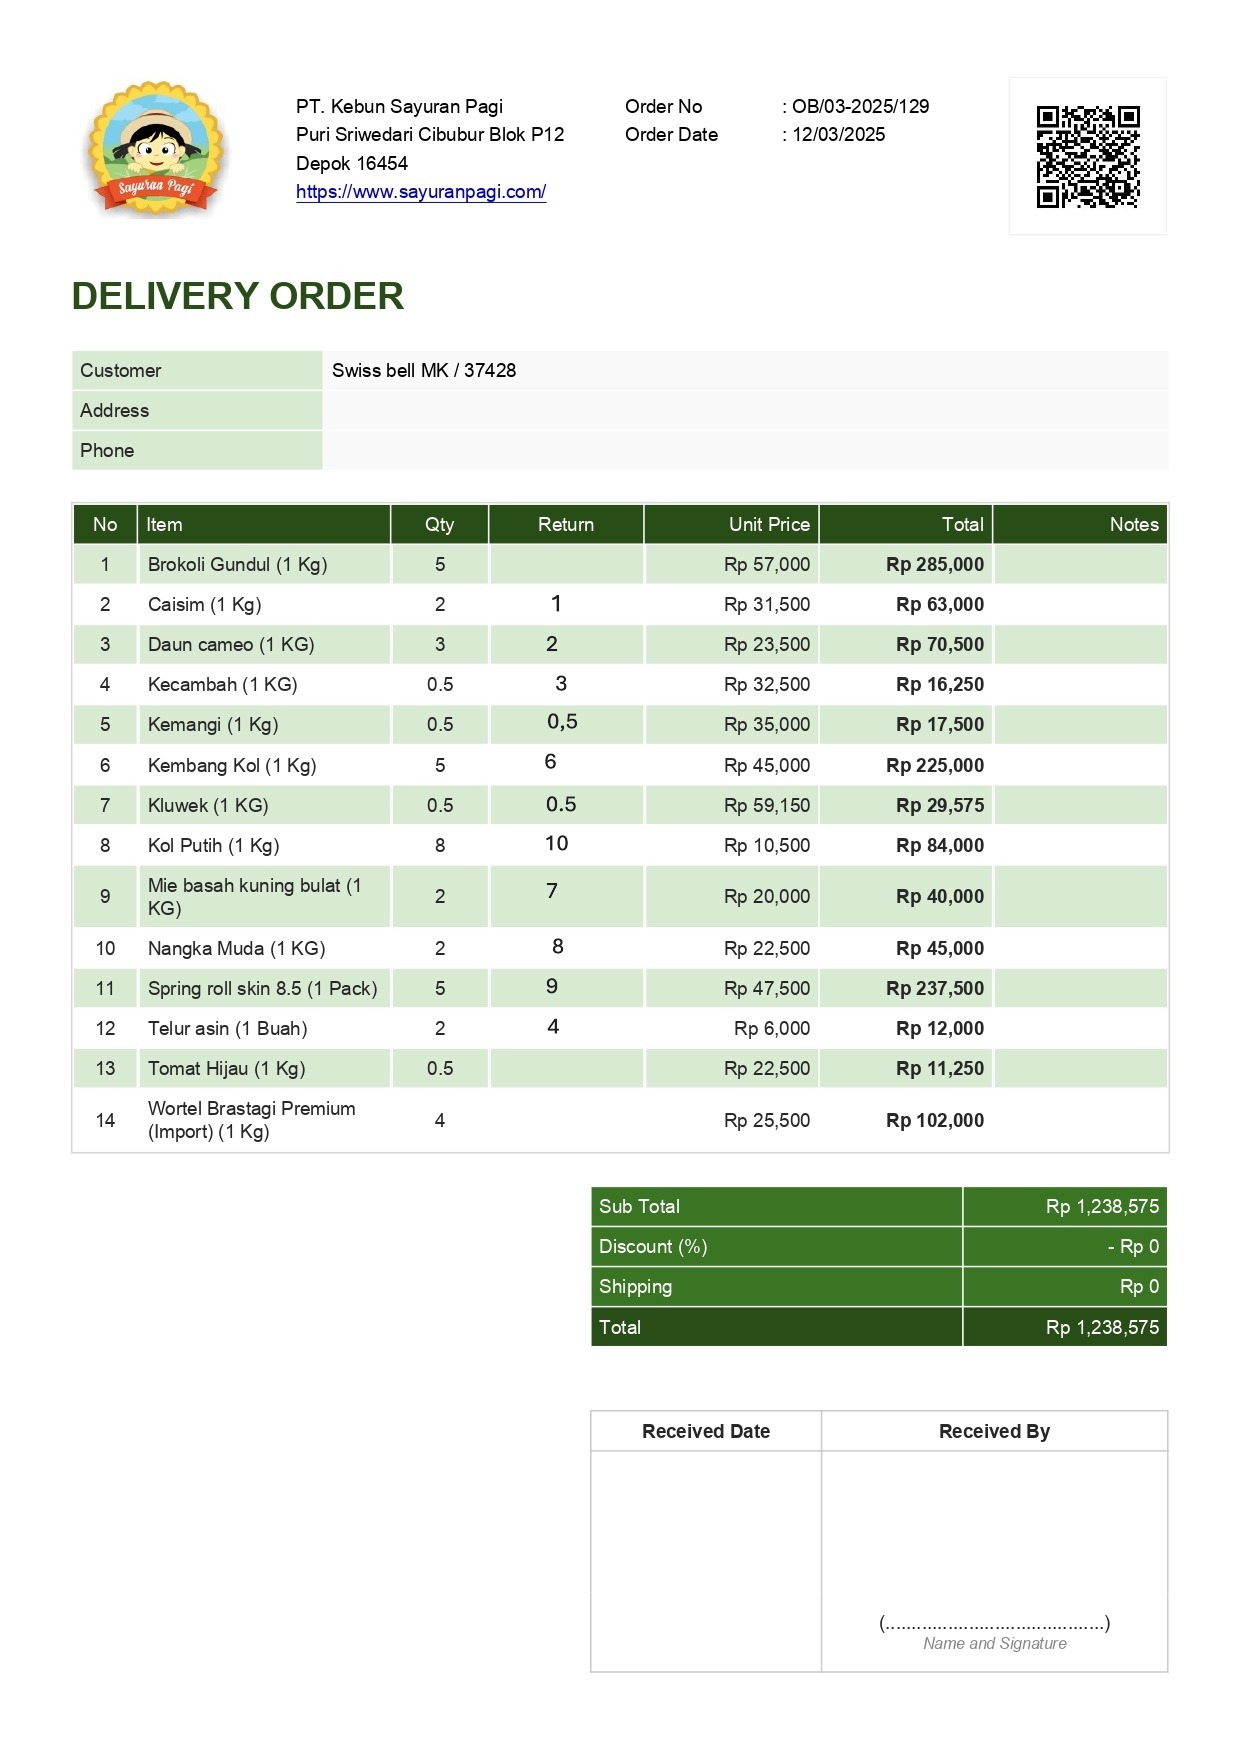 Sayuran Pagi
PT. Kebun Sayuran Pagi
Puri Sriwedari Cibubur Blok P12
Depok 16454
https://www.sayuranpagi.com/
Order No : OB/03-2025/129
Order Date : 12/03/2025
DELIVERY ORDER
Customer Swiss bell MK / 37428
Address
Phone
No Item Qty Return Unit Price Total Notes
1 Brokoli Gundul (1 Kg) 5 Rp 57,000 Rp 285,000
2 Caisim (1 Kg) 2 1 Rp 31,500 Rp 63,000
3 Daun cameo (1 KG) 3 2 Rp 23,500 Rp 70,500
4 Kecambah (1 KG) 0.5 3 Rp 32,500 Rp 16,250
5 Kemangi (1 Kg) 0.5 0,5 Rp 35,000 Rp 17,500
6 Kembang Kol (1 Kg) 5 6 Rp 45,000 Rp 225,000
7 Kluwek (1 KG) 0.5 0.5 Rp 59,150 Rp 29,575
8 Kol Putih (1 Kg) 8 10 Rp 10,500 Rp 84,000
9 Mie basah kuning bulat (1
KG) 2 7 Rp 20,000 Rp 40,000
10 Nangka Muda (1 KG) 2 8 Rp 22,500 Rp 45,000
11 Spring roll skin 8.5 (1 Pack) 5 9 Rp 47,500 Rp 237,500
12 Telur asin (1 Buah) 2 4 Rp 6,000 Rp 12,000
13 Tomat Hijau (1 Kg) 0.5 Rp 22,500 Rp 11,250
14 Wortel Brastagi Premium
(Import) (1 Kg) 4 Rp 25,500 Rp 102,000
Sub Total Rp 1,238,575
Discount (%) - Rp 0
Shipping Rp 0
Total Rp 1,238,575
Received Date Received By
(..........................................)
Name and Signature